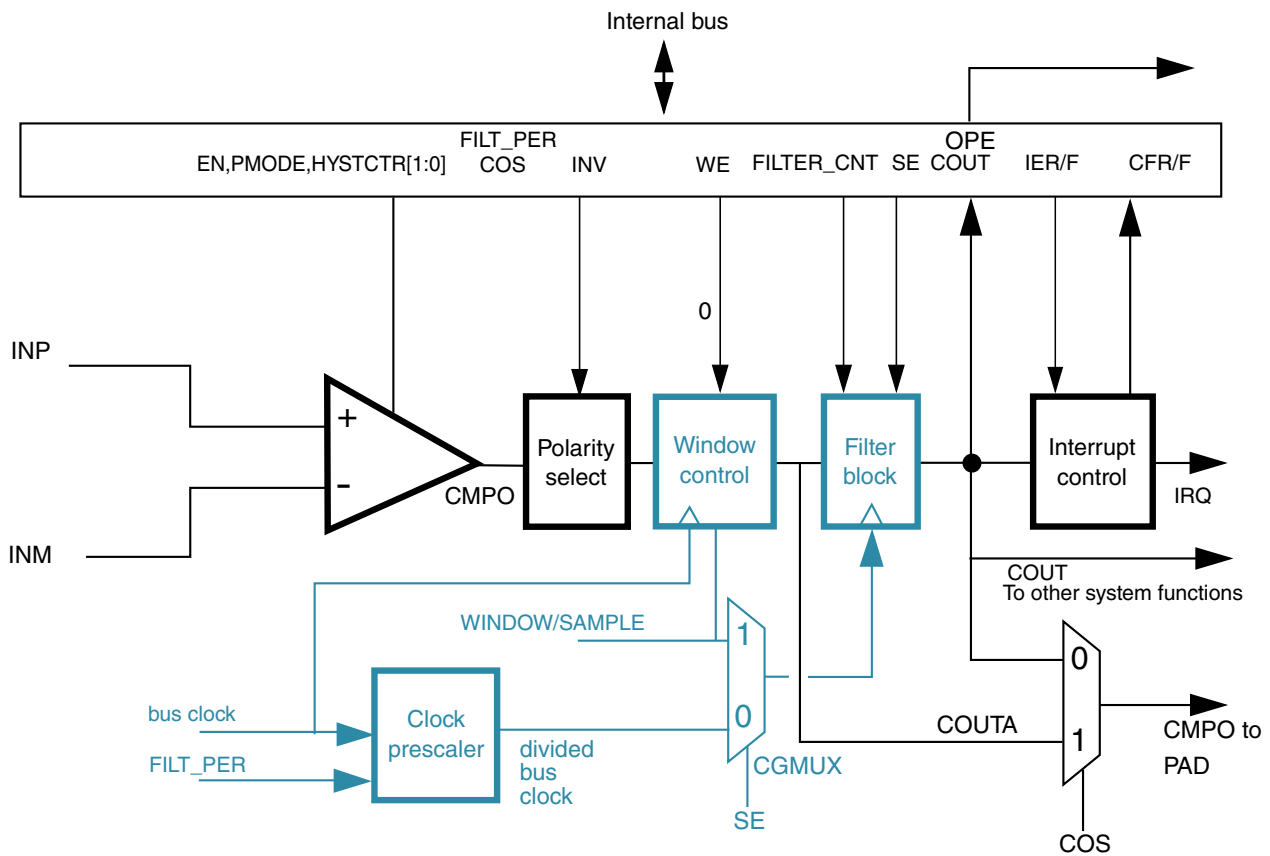 Internal bus
FILT_PER
OPE
EN,PMODE,HYSTCTR[1:0]
COS
INV
WE
FILTER_CNT
SE
COUT
IER/F
CFR/F
0
INP
+
-
INM
CMPO
Polarity
select
Window
control
Filter
block
Interrupt
control
IRQ
COUT
To other system functions
WINDOW/SAMPLE
1
0
CGMUX
SE
bus clock
FILT_PER
Clock
prescaler
divided
bus
clock
COUTA
0
1
CMPO to
PAD
COS